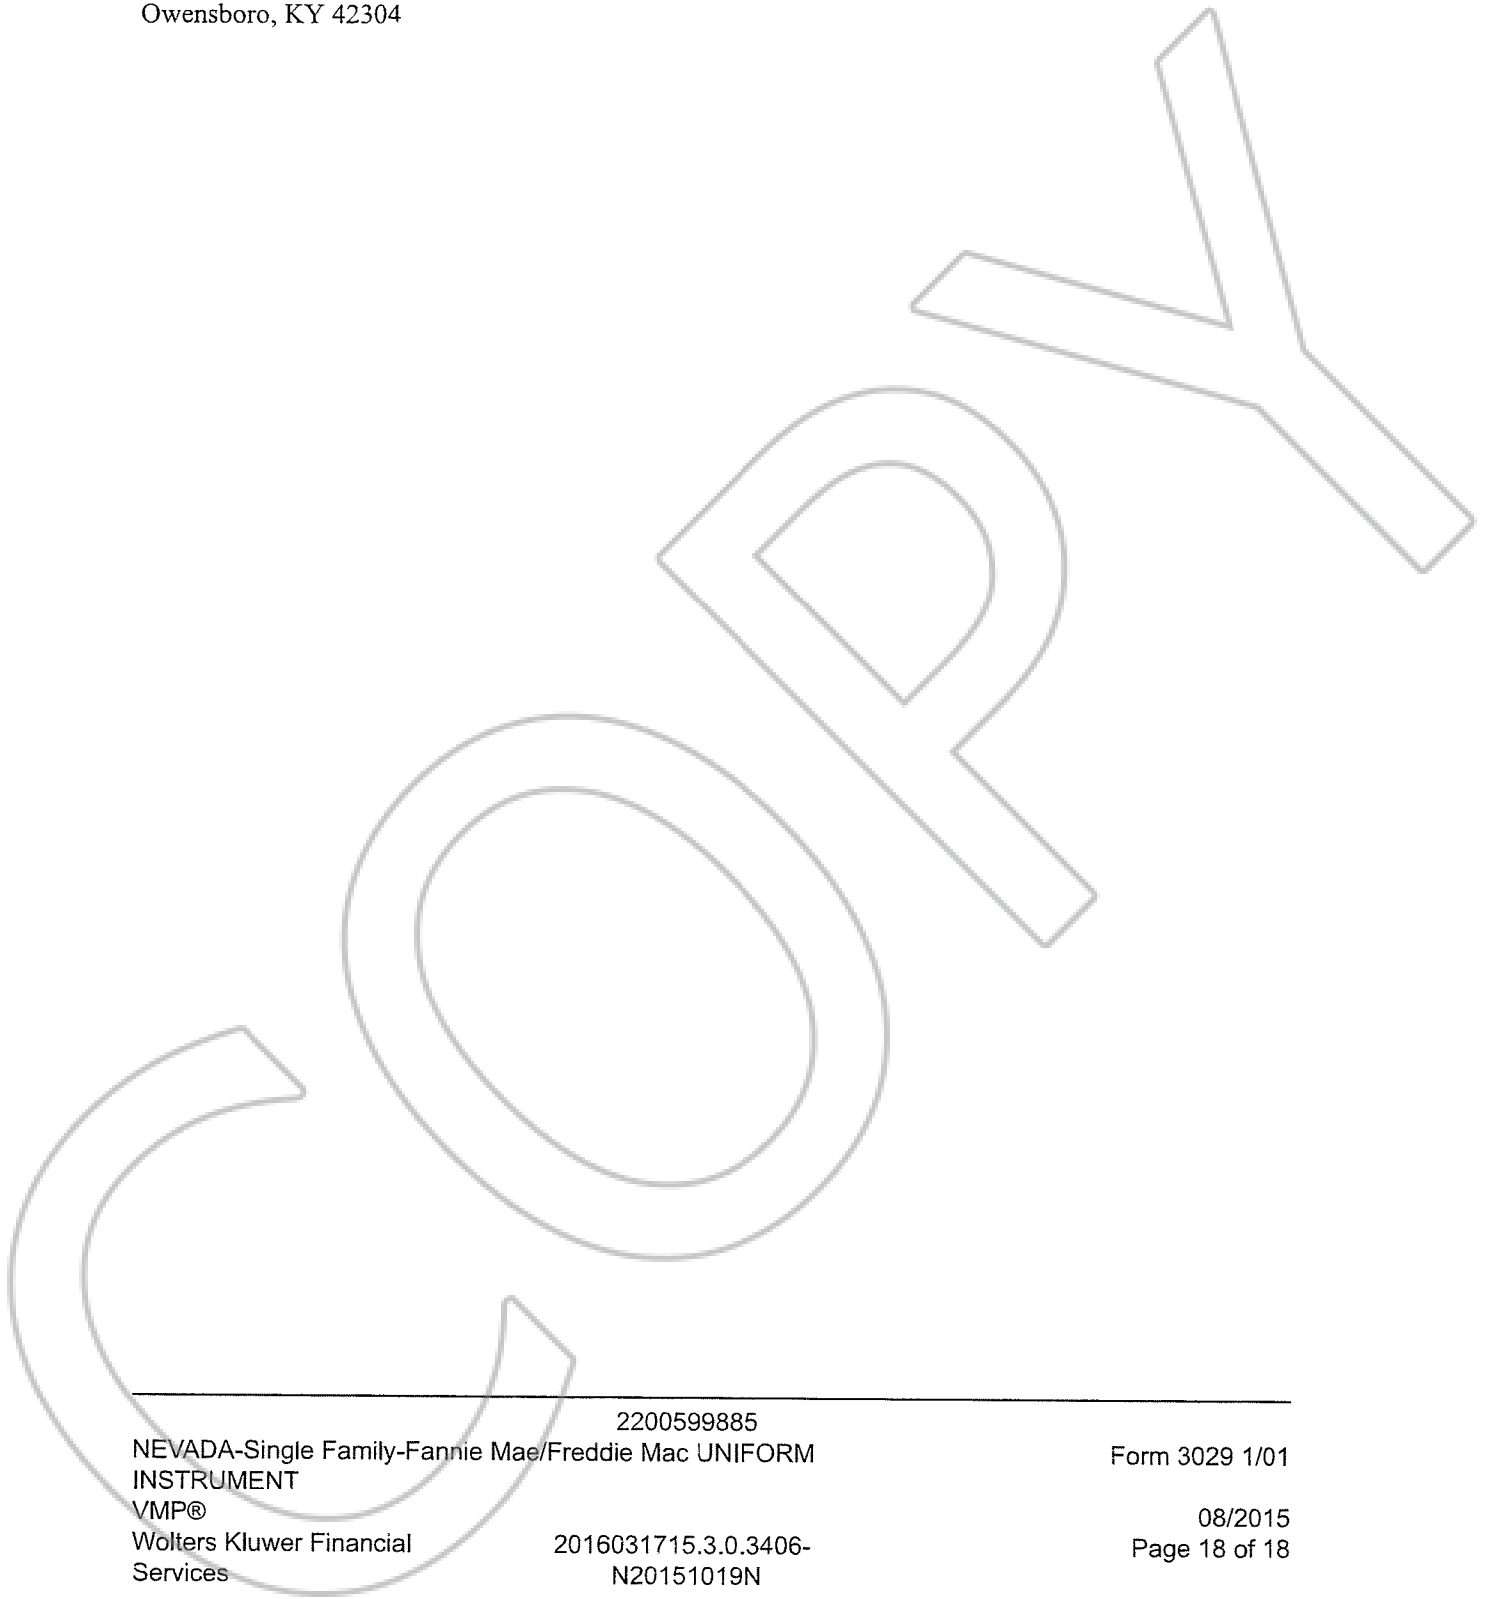 Owensboro, KY 42304
COPY
2200599885
NEVADA-Single Family-Fannie Mae/Freddie Mac UNIFORM
INSTRUMENT
Form 3029 1/01
VMP®
08/2015
Wolters Kluwer Financial
Services
2016031715.3.0.3406-
N20151019N
Page 18 of 18